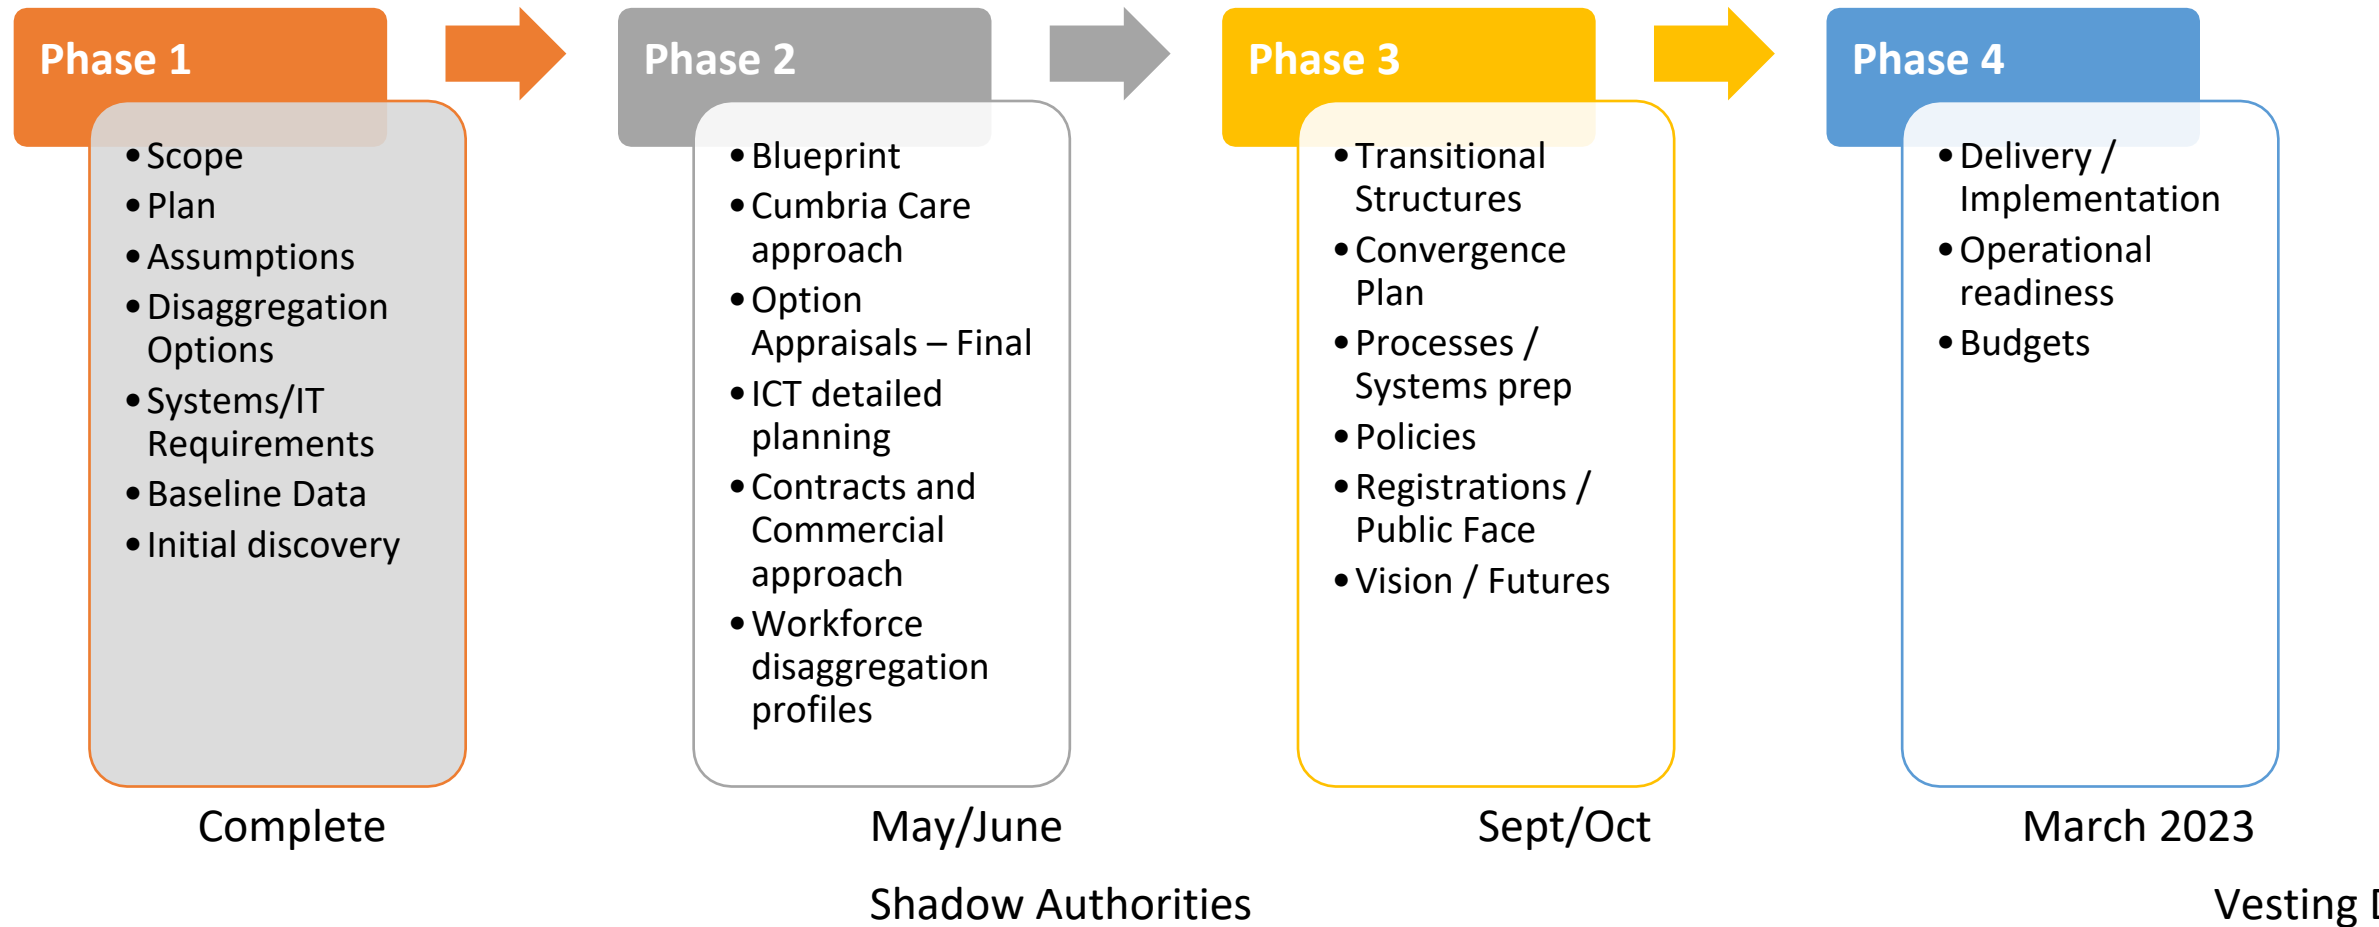 Phase 1
• Scope
• Plan
• Assumptions
• Disaggregation
Options
• Systems/IT
Requirements
• Baseline Data
• Initial discovery
Complete
Phase 2
• Blueprint
• Cumbria Care
approach
• Option
Appraisals – Final
• ICT detailed
planning
• Contracts and
Commercial
approach
• Workforce
disaggregation
profiles
May/June
Shadow Authorities
Phase 3
• Transitional
Structures
• Convergence
Plan
• Processes /
Systems prep
• Policies
• Registrations /
Public Face
• Vision / Futures
Sept/Oct
Phase 4
• Delivery /
Implementation
• Operational
readiness
• Budgets
March 2023
Vesting